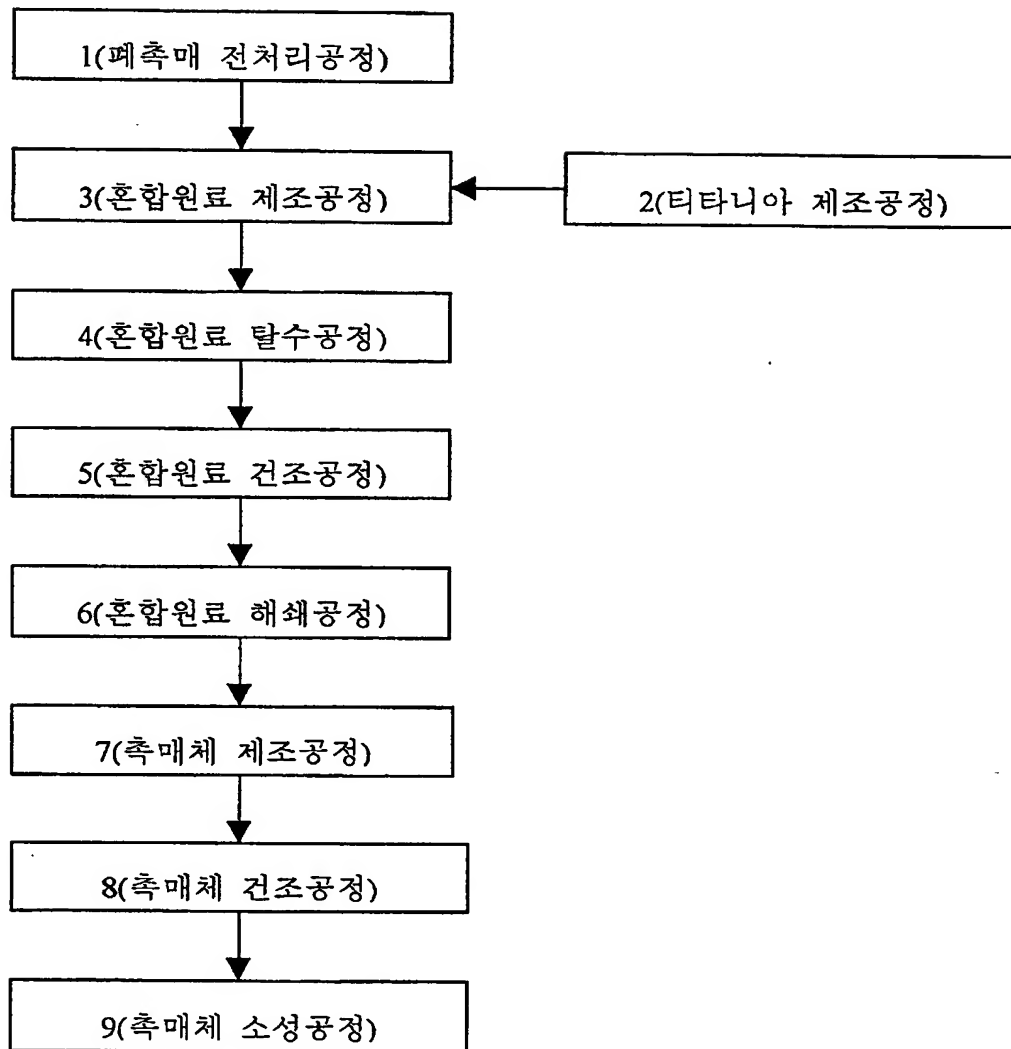 1(폐촉매 전처리공정)
3(혼합원료 제조공정)
2(티타니아 제조공정)
4(혼합원료 탈수공정)
5(혼합원료 건조공정)
6(혼합원료 해쇄공정)
7(촉매체 제조공정)
8(촉매체 건조공정)
9(촉매체 소성공정)